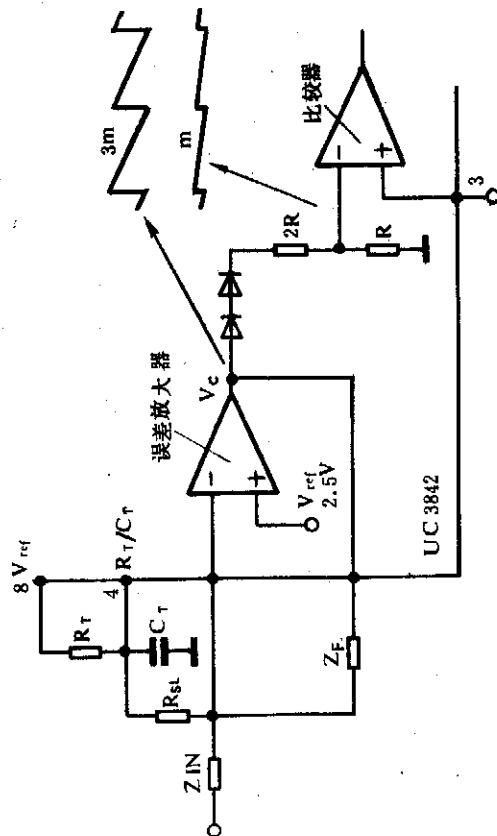 3m
m
8 Vref
RT
4
RT/CT
CT
RSL
ZIN
ZF
误差放大器
Vc
−
+
Vref
2.5V
2R
R
比较器
−
+
3
UC 3842